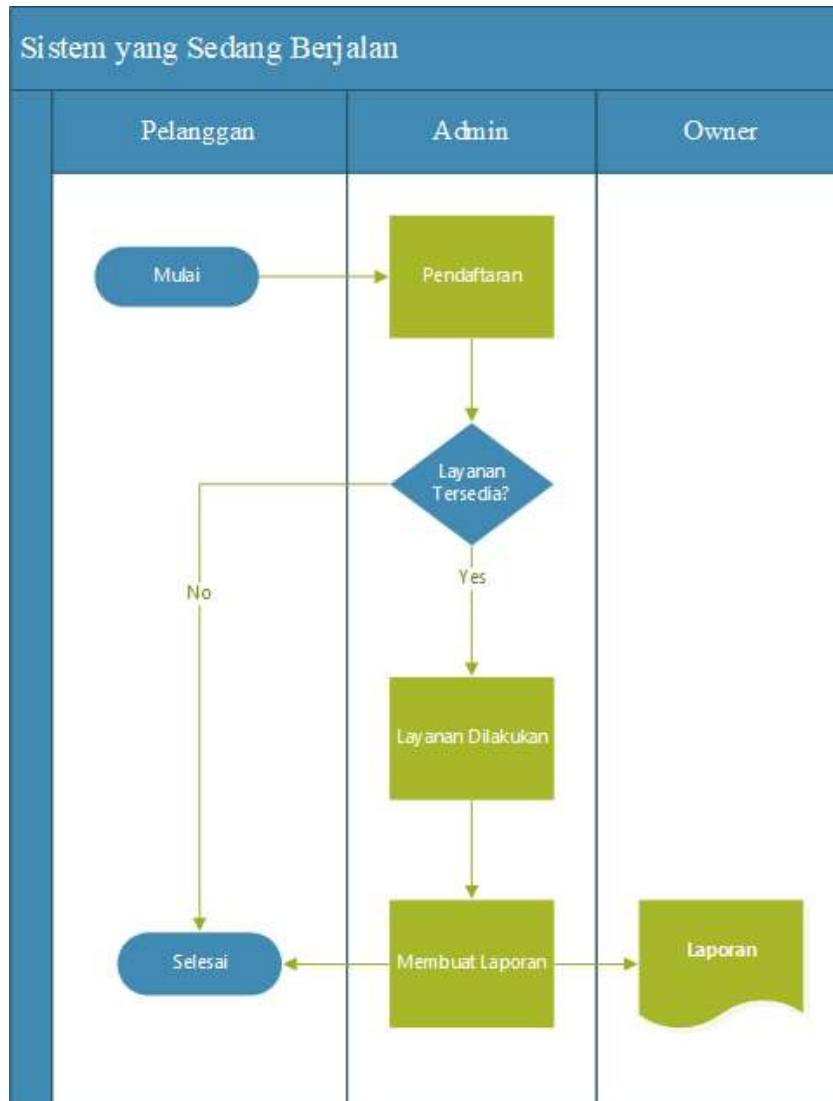 Sistem yang Sedang Berjalan
Pelanggan
Admin
Owner
Mulai
Pendaftaran
Layanan
Tersedia?
No
Yes
Layanan Dilakukan
Selesai
Membuat Laporan
Laporan